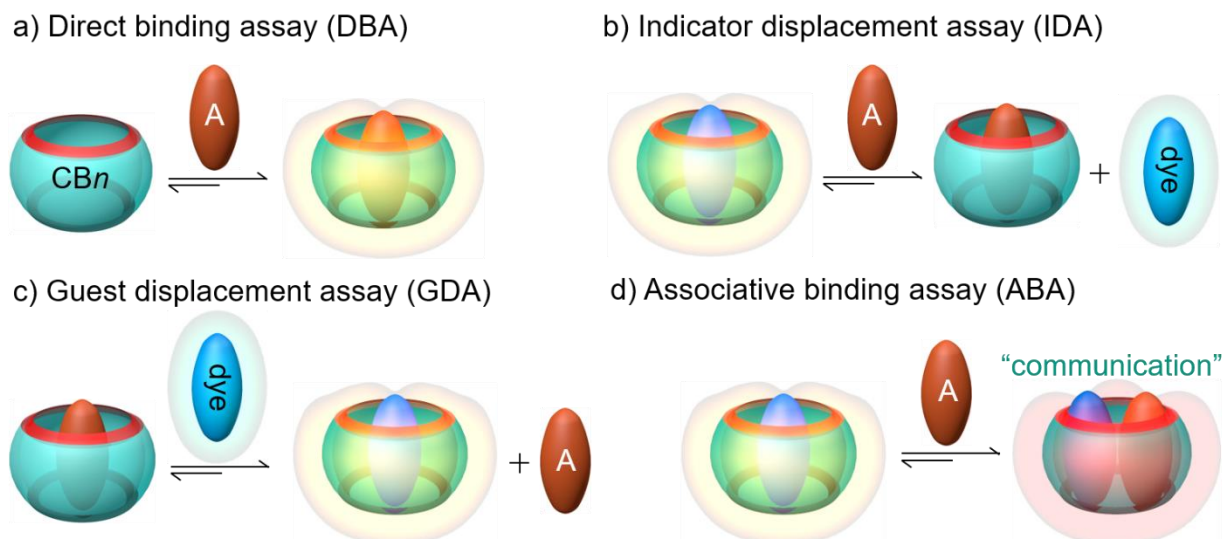 a) Direct binding assay (DBA)
A
CBn
b) Indicator displacement assay (IDA)
A
+
dye
c) Guest displacement assay (GDA)
dye
+
A
d) Associative binding assay (ABA)
A
“communication”